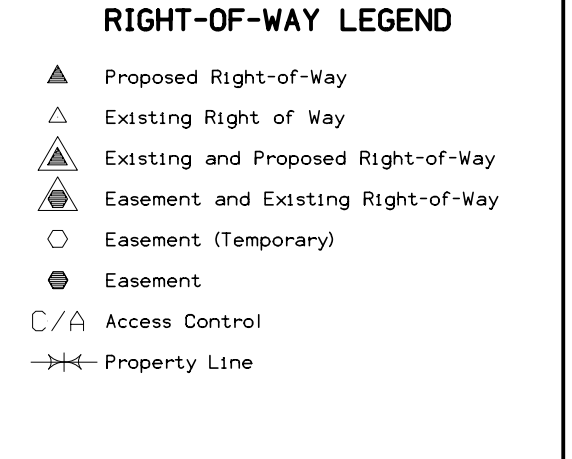 RIGHT-OF-WAY LEGEND
Proposed Right-of-Way
Existing Right of Way
Existing and Proposed Right-of-Way
Easement and Existing Right-of-Way
Easement (Temporary)
Easement
C/A Access Control
Property Line